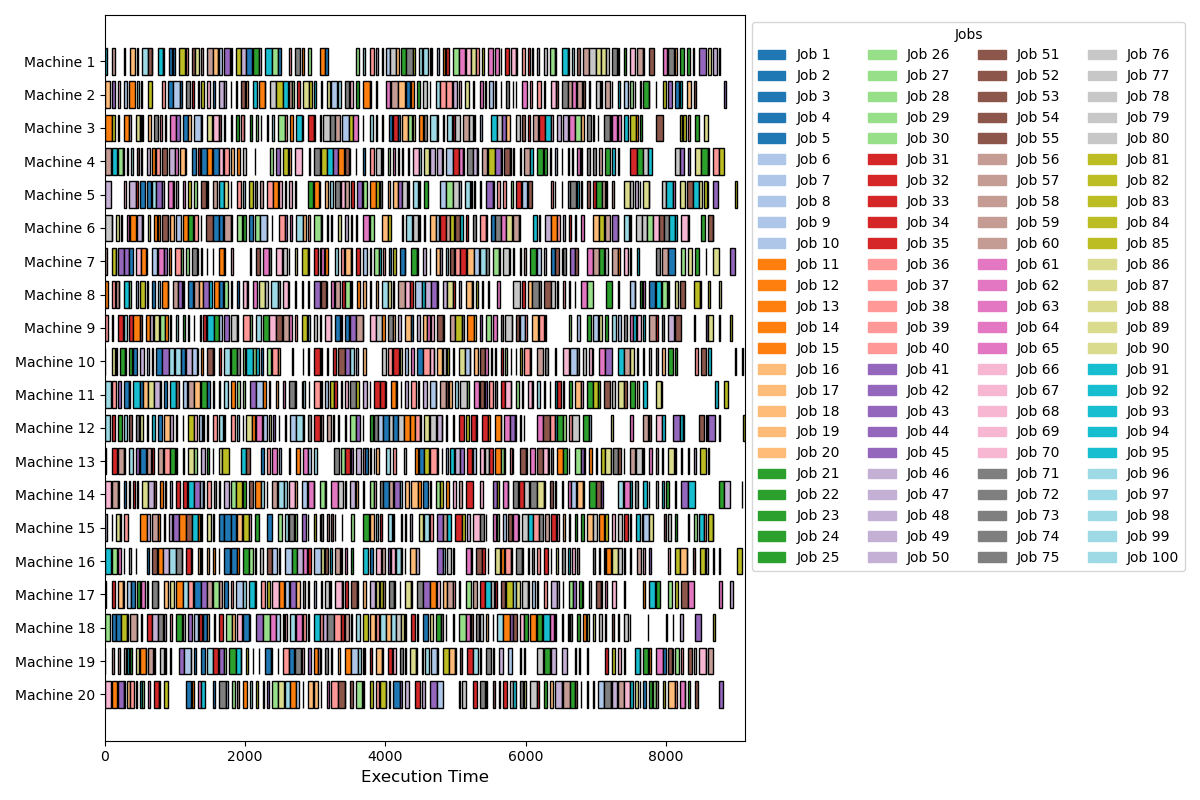 Machine 1
Machine 2
Machine 3
Machine 4
Machine 5
Machine 6
Machine 7
Machine 8
Machine 9
Machine 10
Machine 11
Machine 12
Machine 13
Machine 14
Machine 15
Machine 16
Machine 17
Machine 18
Machine 19
Machine 20
0 2000 4000 6000 8000
Execution Time
Jobs
Job 1 Job 26 Job 51 Job 76
Job 2 Job 27 Job 52 Job 77
Job 3 Job 28 Job 53 Job 78
Job 4 Job 29 Job 54 Job 79
Job 5 Job 30 Job 55 Job 80
Job 6 Job 31 Job 56 Job 81
Job 7 Job 32 Job 57 Job 82
Job 8 Job 33 Job 58 Job 83
Job 9 Job 34 Job 59 Job 84
Job 10 Job 35 Job 60 Job 85
Job 11 Job 36 Job 61 Job 86
Job 12 Job 37 Job 62 Job 87
Job 13 Job 38 Job 63 Job 88
Job 14 Job 39 Job 64 Job 89
Job 15 Job 40 Job 65 Job 90
Job 16 Job 41 Job 66 Job 91
Job 17 Job 42 Job 67 Job 92
Job 18 Job 43 Job 68 Job 93
Job 19 Job 44 Job 69 Job 94
Job 20 Job 45 Job 70 Job 95
Job 21 Job 46 Job 71 Job 96
Job 22 Job 47 Job 72 Job 97
Job 23 Job 48 Job 73 Job 98
Job 24 Job 49 Job 74 Job 99
Job 25 Job 50 Job 75 Job 100